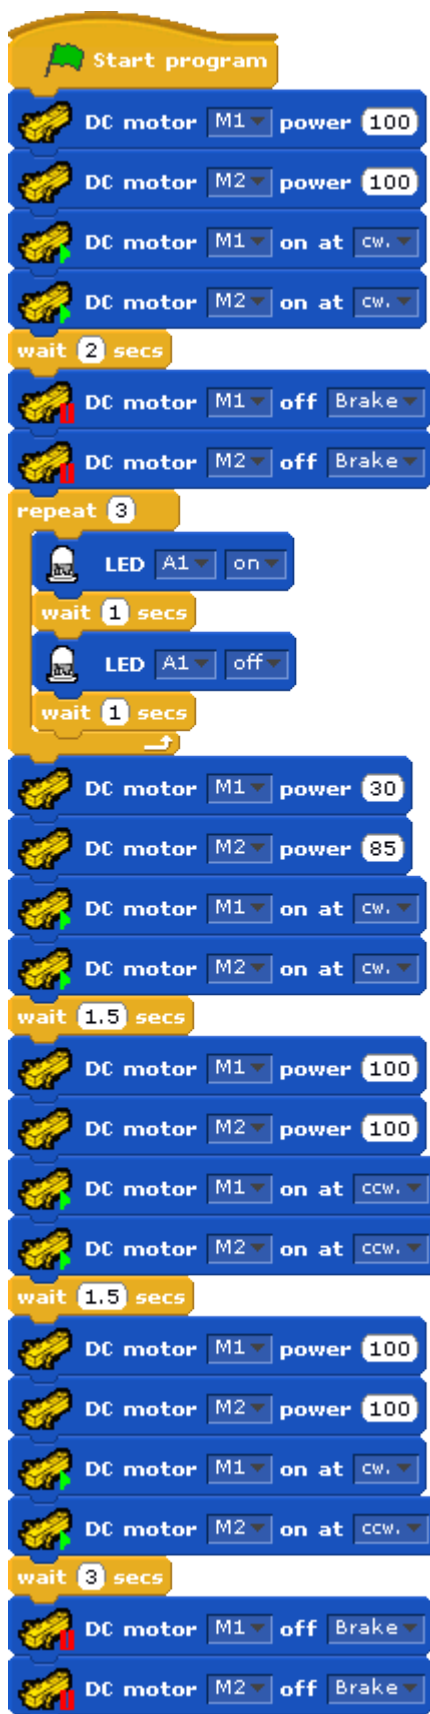 Start program
DC motor M1 power 100
DC motor M2 power 100
DC motor M1 on at cw.
DC motor M2 on at cw.
wait 2 secs
DC motor M1 off Brake
DC motor M2 off Brake
repeat 3
LED A1 on
wait 1 secs
LED A1 off
wait 1 secs
DC motor M1 power 30
DC motor M2 power 85
DC motor M1 on at cw.
DC motor M2 on at cw.
wait 1.5 secs
DC motor M1 power 100
DC motor M2 power 100
DC motor M1 on at ccw.
DC motor M2 on at ccw.
wait 1.5 secs
DC motor M1 power 100
DC motor M2 power 100
DC motor M1 on at cw.
DC motor M2 on at ccw.
wait 3 secs
DC motor M1 off Brake
DC motor M2 off Brake